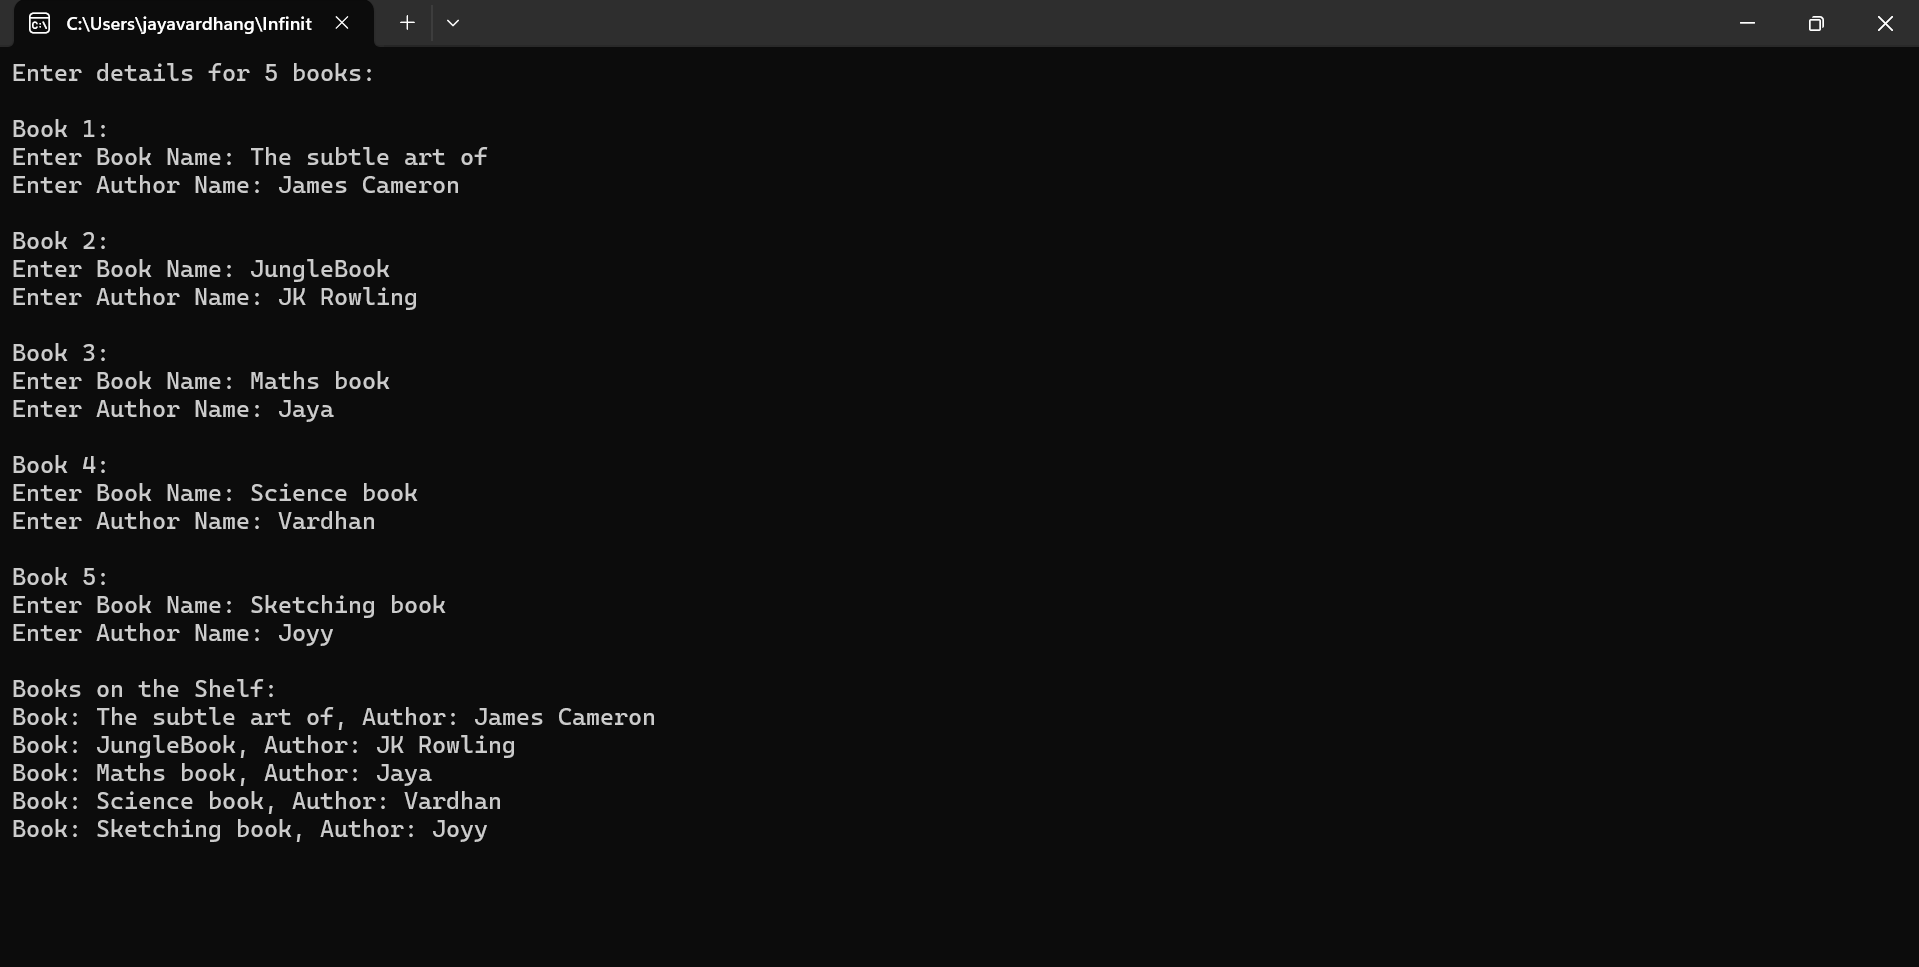 C:\Users\jayavardhang\Infinit
Enter details for 5 books:
Book 1:
Enter Book Name: The subtle art of
Enter Author Name: James Cameron
Book 2:
Enter Book Name: JungleBook
Enter Author Name: JK Rowling
Book 3:
Enter Book Name: Maths book
Enter Author Name: Jaya
Book 4:
Enter Book Name: Science book
Enter Author Name: Vardhan
Book 5:
Enter Book Name: Sketching book
Enter Author Name: Joyy
Books on the Shelf:
Book: The subtle art of, Author: James Cameron
Book: JungleBook, Author: JK Rowling
Book: Maths book, Author: Jaya
Book: Science book, Author: Vardhan
Book: Sketching book, Author: Joyy